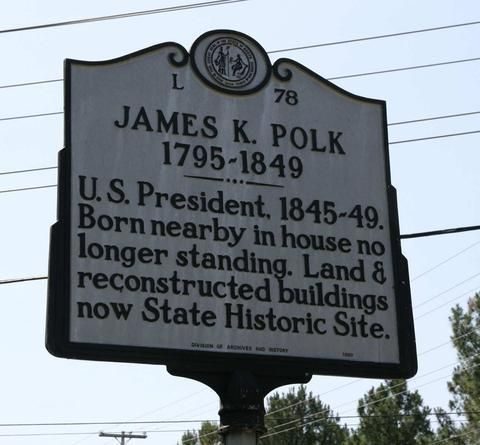 L 78
JAMES K. POLK
1795-1849
U.S. President, 1845-49.
Born nearby in house no
longer standing. Land &
reconstructed buildings
now State Historic Site.
DIVISION OF ARCHIVES AND HISTORY